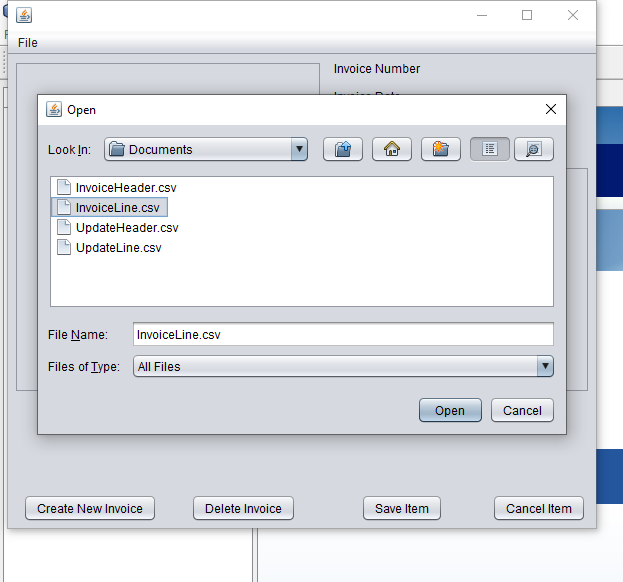 File
Invoice Number
Open
Look In: Documents
InvoiceHeader.csv
InvoiceLine.csv
UpdateHeader.csv
UpdateLine.csv
File Name: InvoiceLine.csv
Files of Type: All Files
Open Cancel
Create New Invoice Delete Invoice Save Item Cancel Item